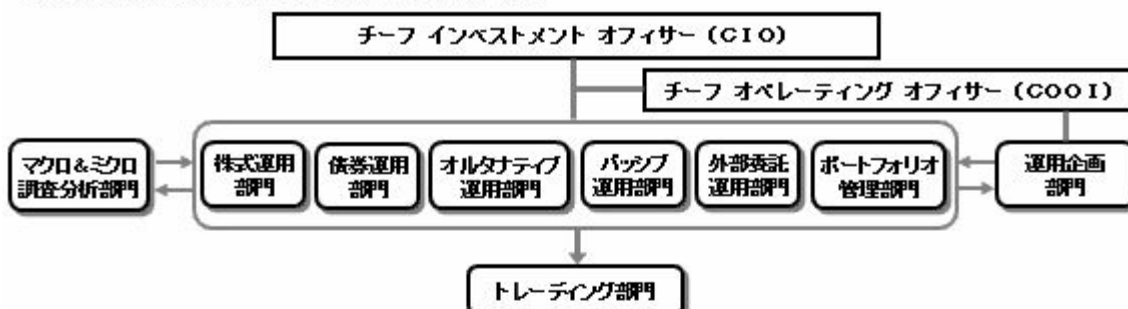 チーフ インベストメント オフィサー (CIO)
チーフ オペレーティング オフィサー (COOI)
マクロ&ミクロ
調査分析部門
株式運用
部門
債券運用
部門
オルタナティブ
運用部門
パッシブ
運用部門
外部委託
運用部門
ポートフォリオ
管理部門
運用企画
部門
トレーディング部門